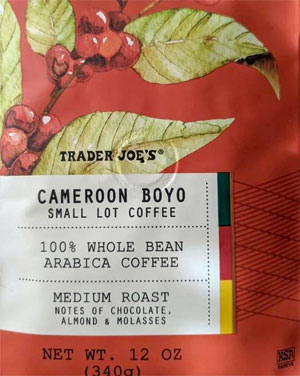 TRADER JOE'S®
CAMEROON BOYO
SMALL LOT COFFEE
100% WHOLE BEAN
ARABICA COFFEE
MEDIUM ROAST
NOTES OF CHOCOLATE,
ALMOND & MOLASSES
NET WT. 12 OZ
(340g)
KSA